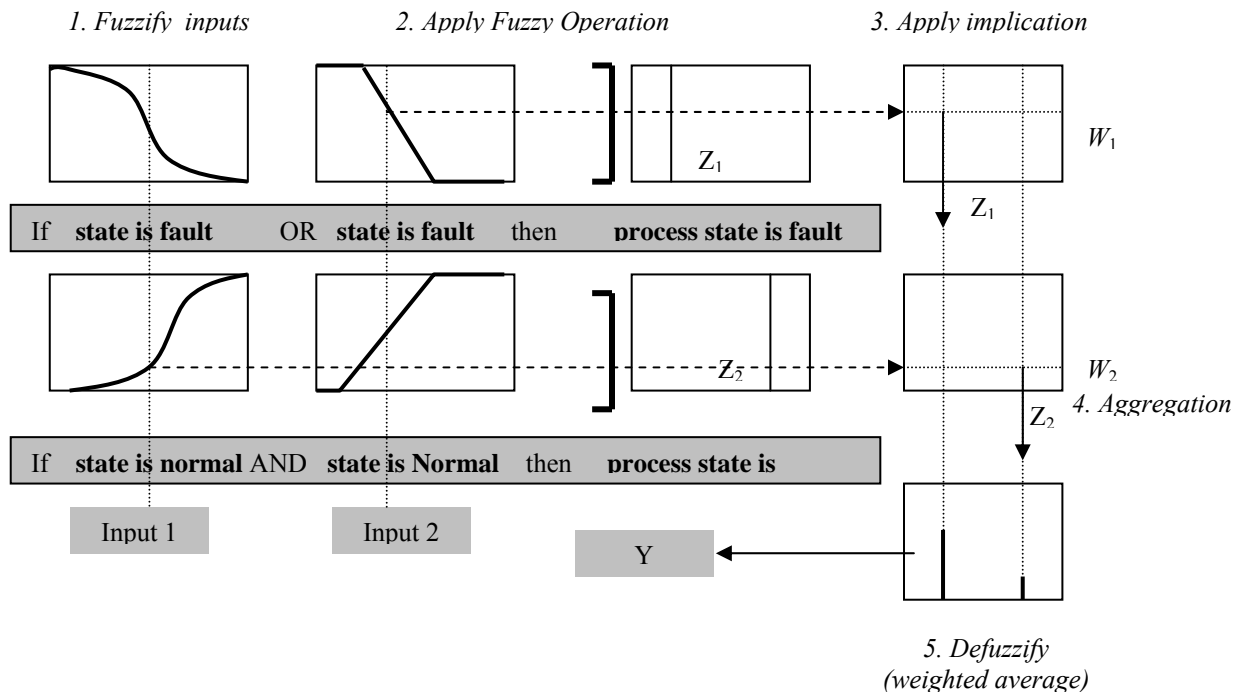 1. Fuzzify inputs
2. Apply Fuzzy Operation
3. Apply implication
Z1
W1
Z1
If state is fault OR state is fault then process state is fault
Z2
W2
4. Aggregation
Z2
If state is normal AND state is Normal then process state is
Input 1
Input 2
Y
5. Defuzzify
(weighted average)